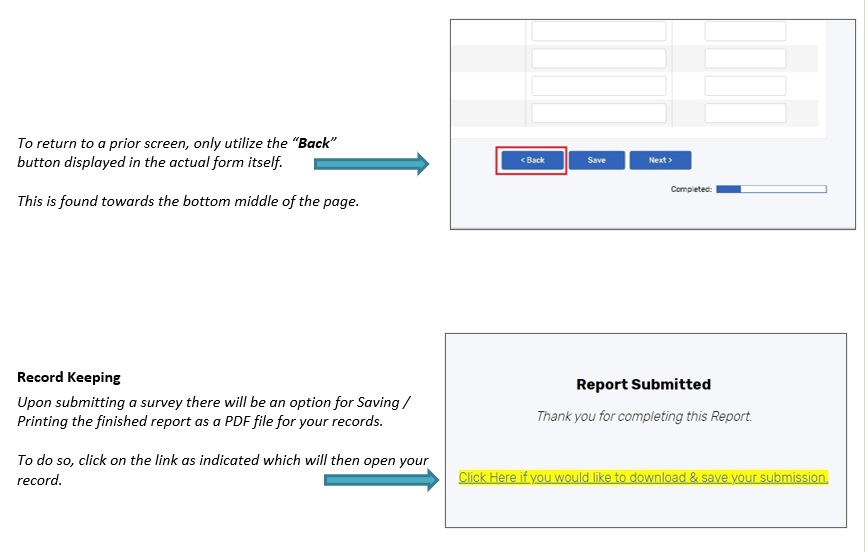 To return to a prior screen, only utilize the “Back”
button displayed in the actual form itself.
This is found towards the bottom middle of the page.
< Back
Save
Next >
Completed:
Record Keeping
Upon submitting a survey there will be an option for Saving /
Printing the finished report as a PDF file for your records.
To do so, click on the link as indicated which will then open your
record.
Report Submitted
Thank you for completing this Report.
Click Here if you would like to download & save your submission.